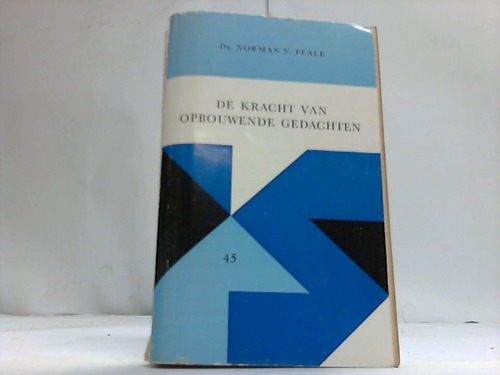 Ds. NORMAN V. PEALE
DE KRACHT VAN
OPBOUWENDE GEDACHTEN
45